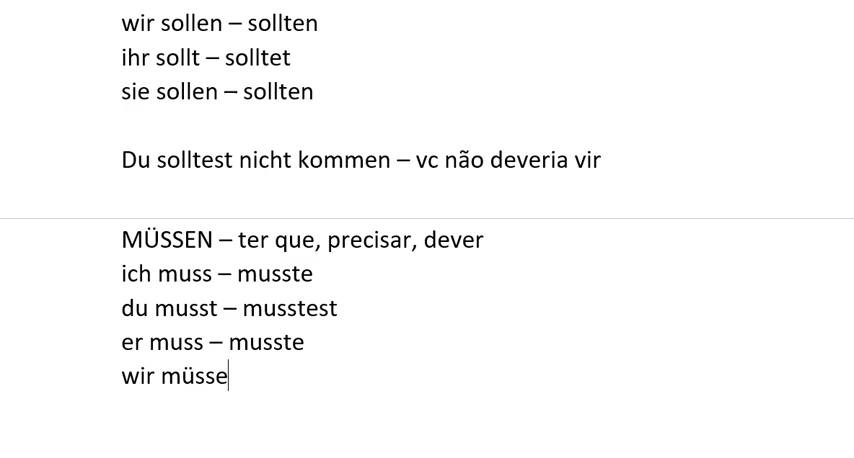 wir sollen – sollten
ihr sollt – solltet
sie sollen – sollten
Du solltest nicht kommen – vc não deveria vir
MÜSSEN – ter que, precisar, dever
ich muss – musste
du musst – musstest
er muss – musste
wir müsse